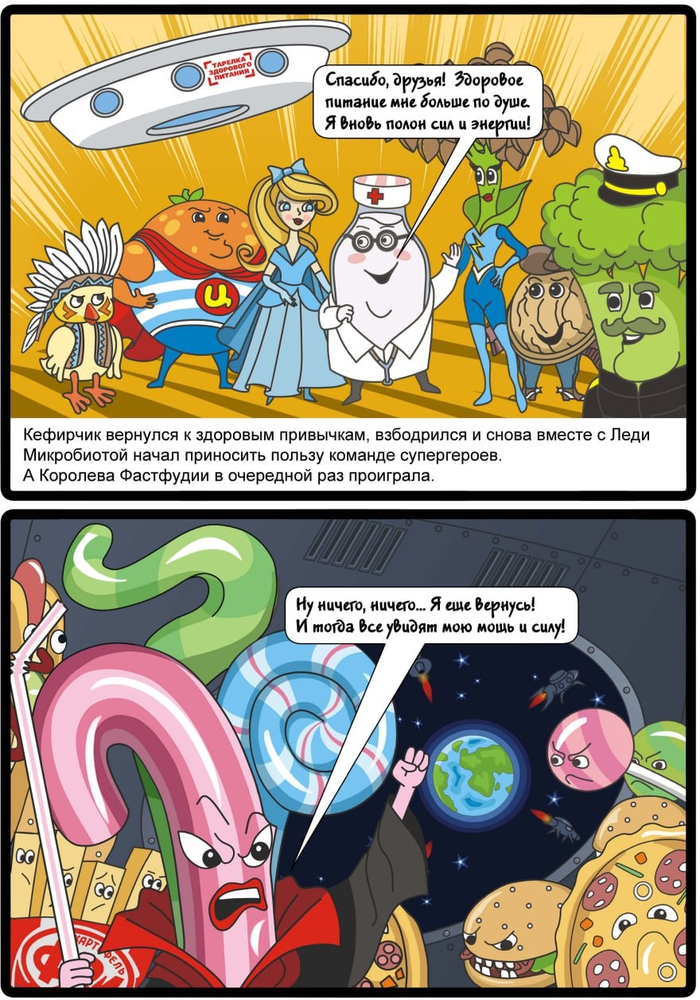 ТАРЕЛКА
ЗДОРОВОГО
ПИТАНИЯ
Спасибо, друзья! Здоровое
питание мне больше по душе.
Я вновь полон сил и энергии!
Ц
Кефирчик вернулся к здоровым привычкам, взбодрился и снова вместе с Леди
Микробиотой начал приносить пользу команде супергероев.
А Королева Фастфудии в очередной раз проиграла.
Ну ничего, ничего... Я еще вернусь!
И тогда все увидят мою мощь и силу!
КАРТОФЕЛЬ